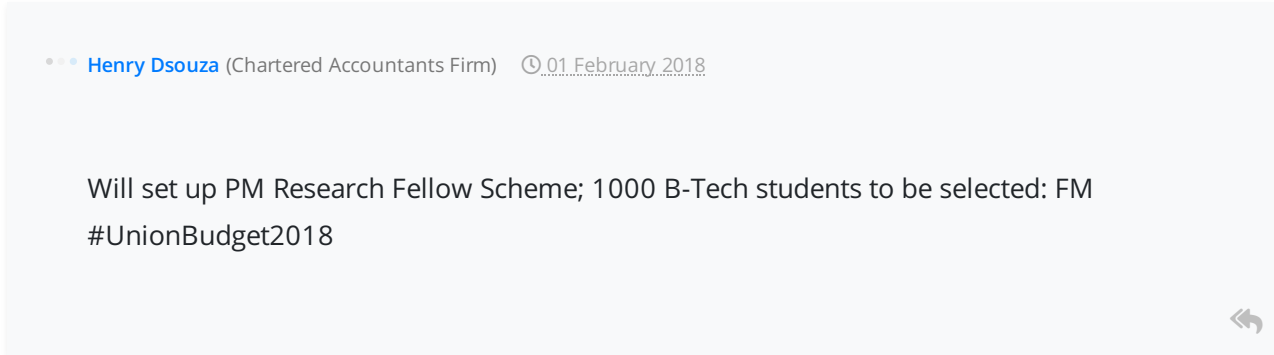 Henry Dsouza (Chartered Accountants Firm) 01 February 2018
Will set up PM Research Fellow Scheme; 1000 B-Tech students to be selected: FM
#UnionBudget2018